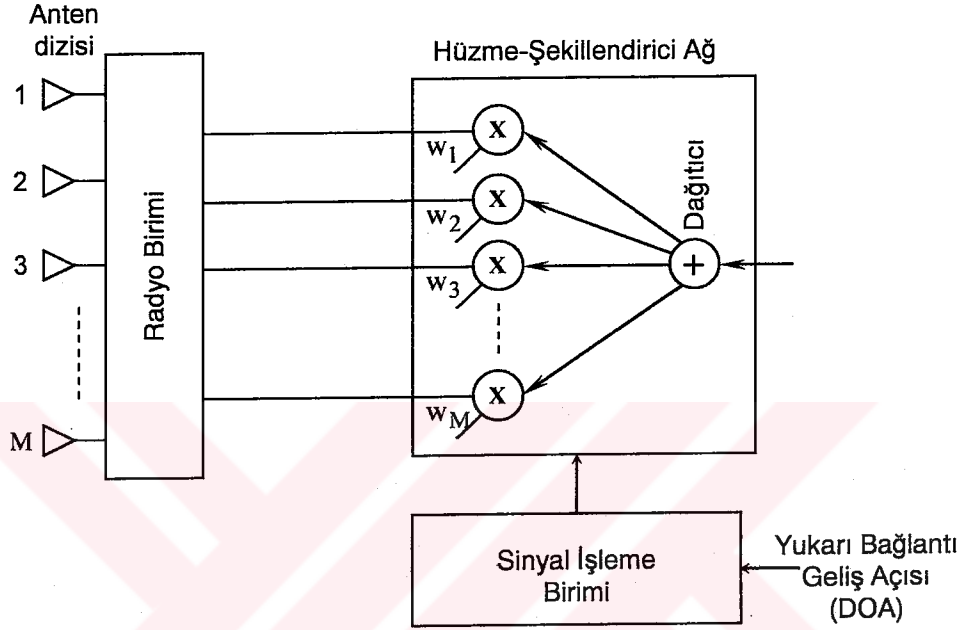 Anten
dizisi
Hüzme-Şekillendirici Ağ
1
2
3
M
Radyo Birimi
w1
w2
w3
wM
X
X
X
X
Dağıtıcı
+
Sinyal İşleme
Birimi
Yukarı Bağlantı
Geliş Açısı
(DOA)